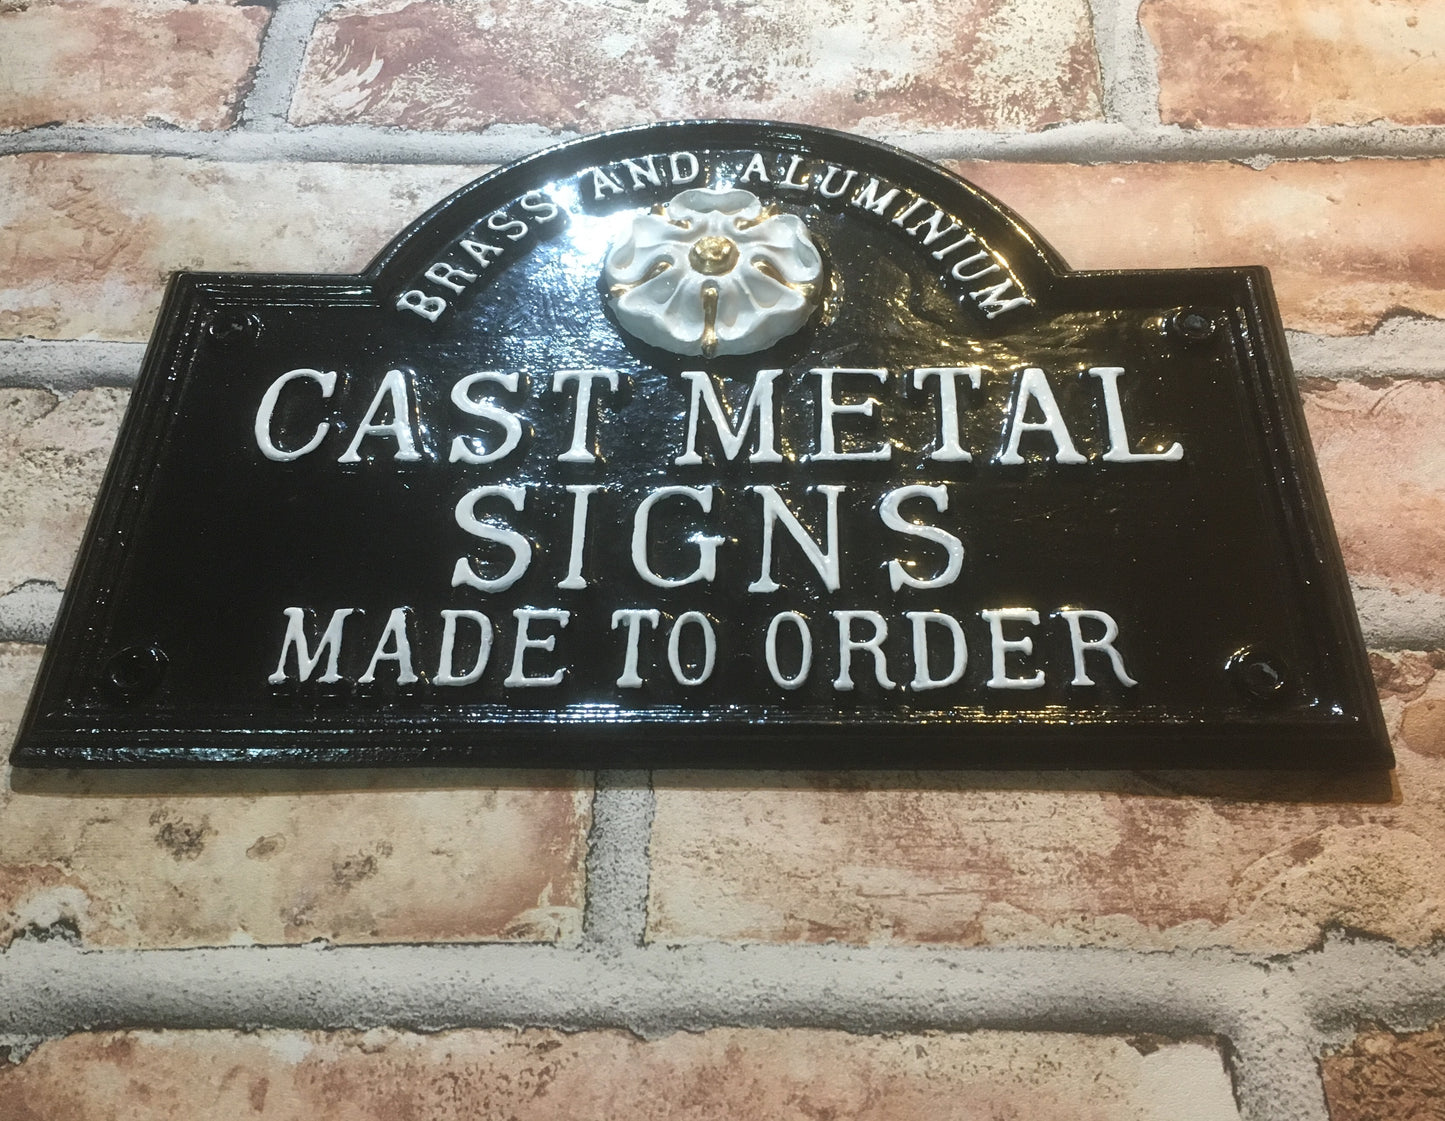 BRASS AND ALUMINIUM
CAST METAL
SIGNS
MADE TO ORDER